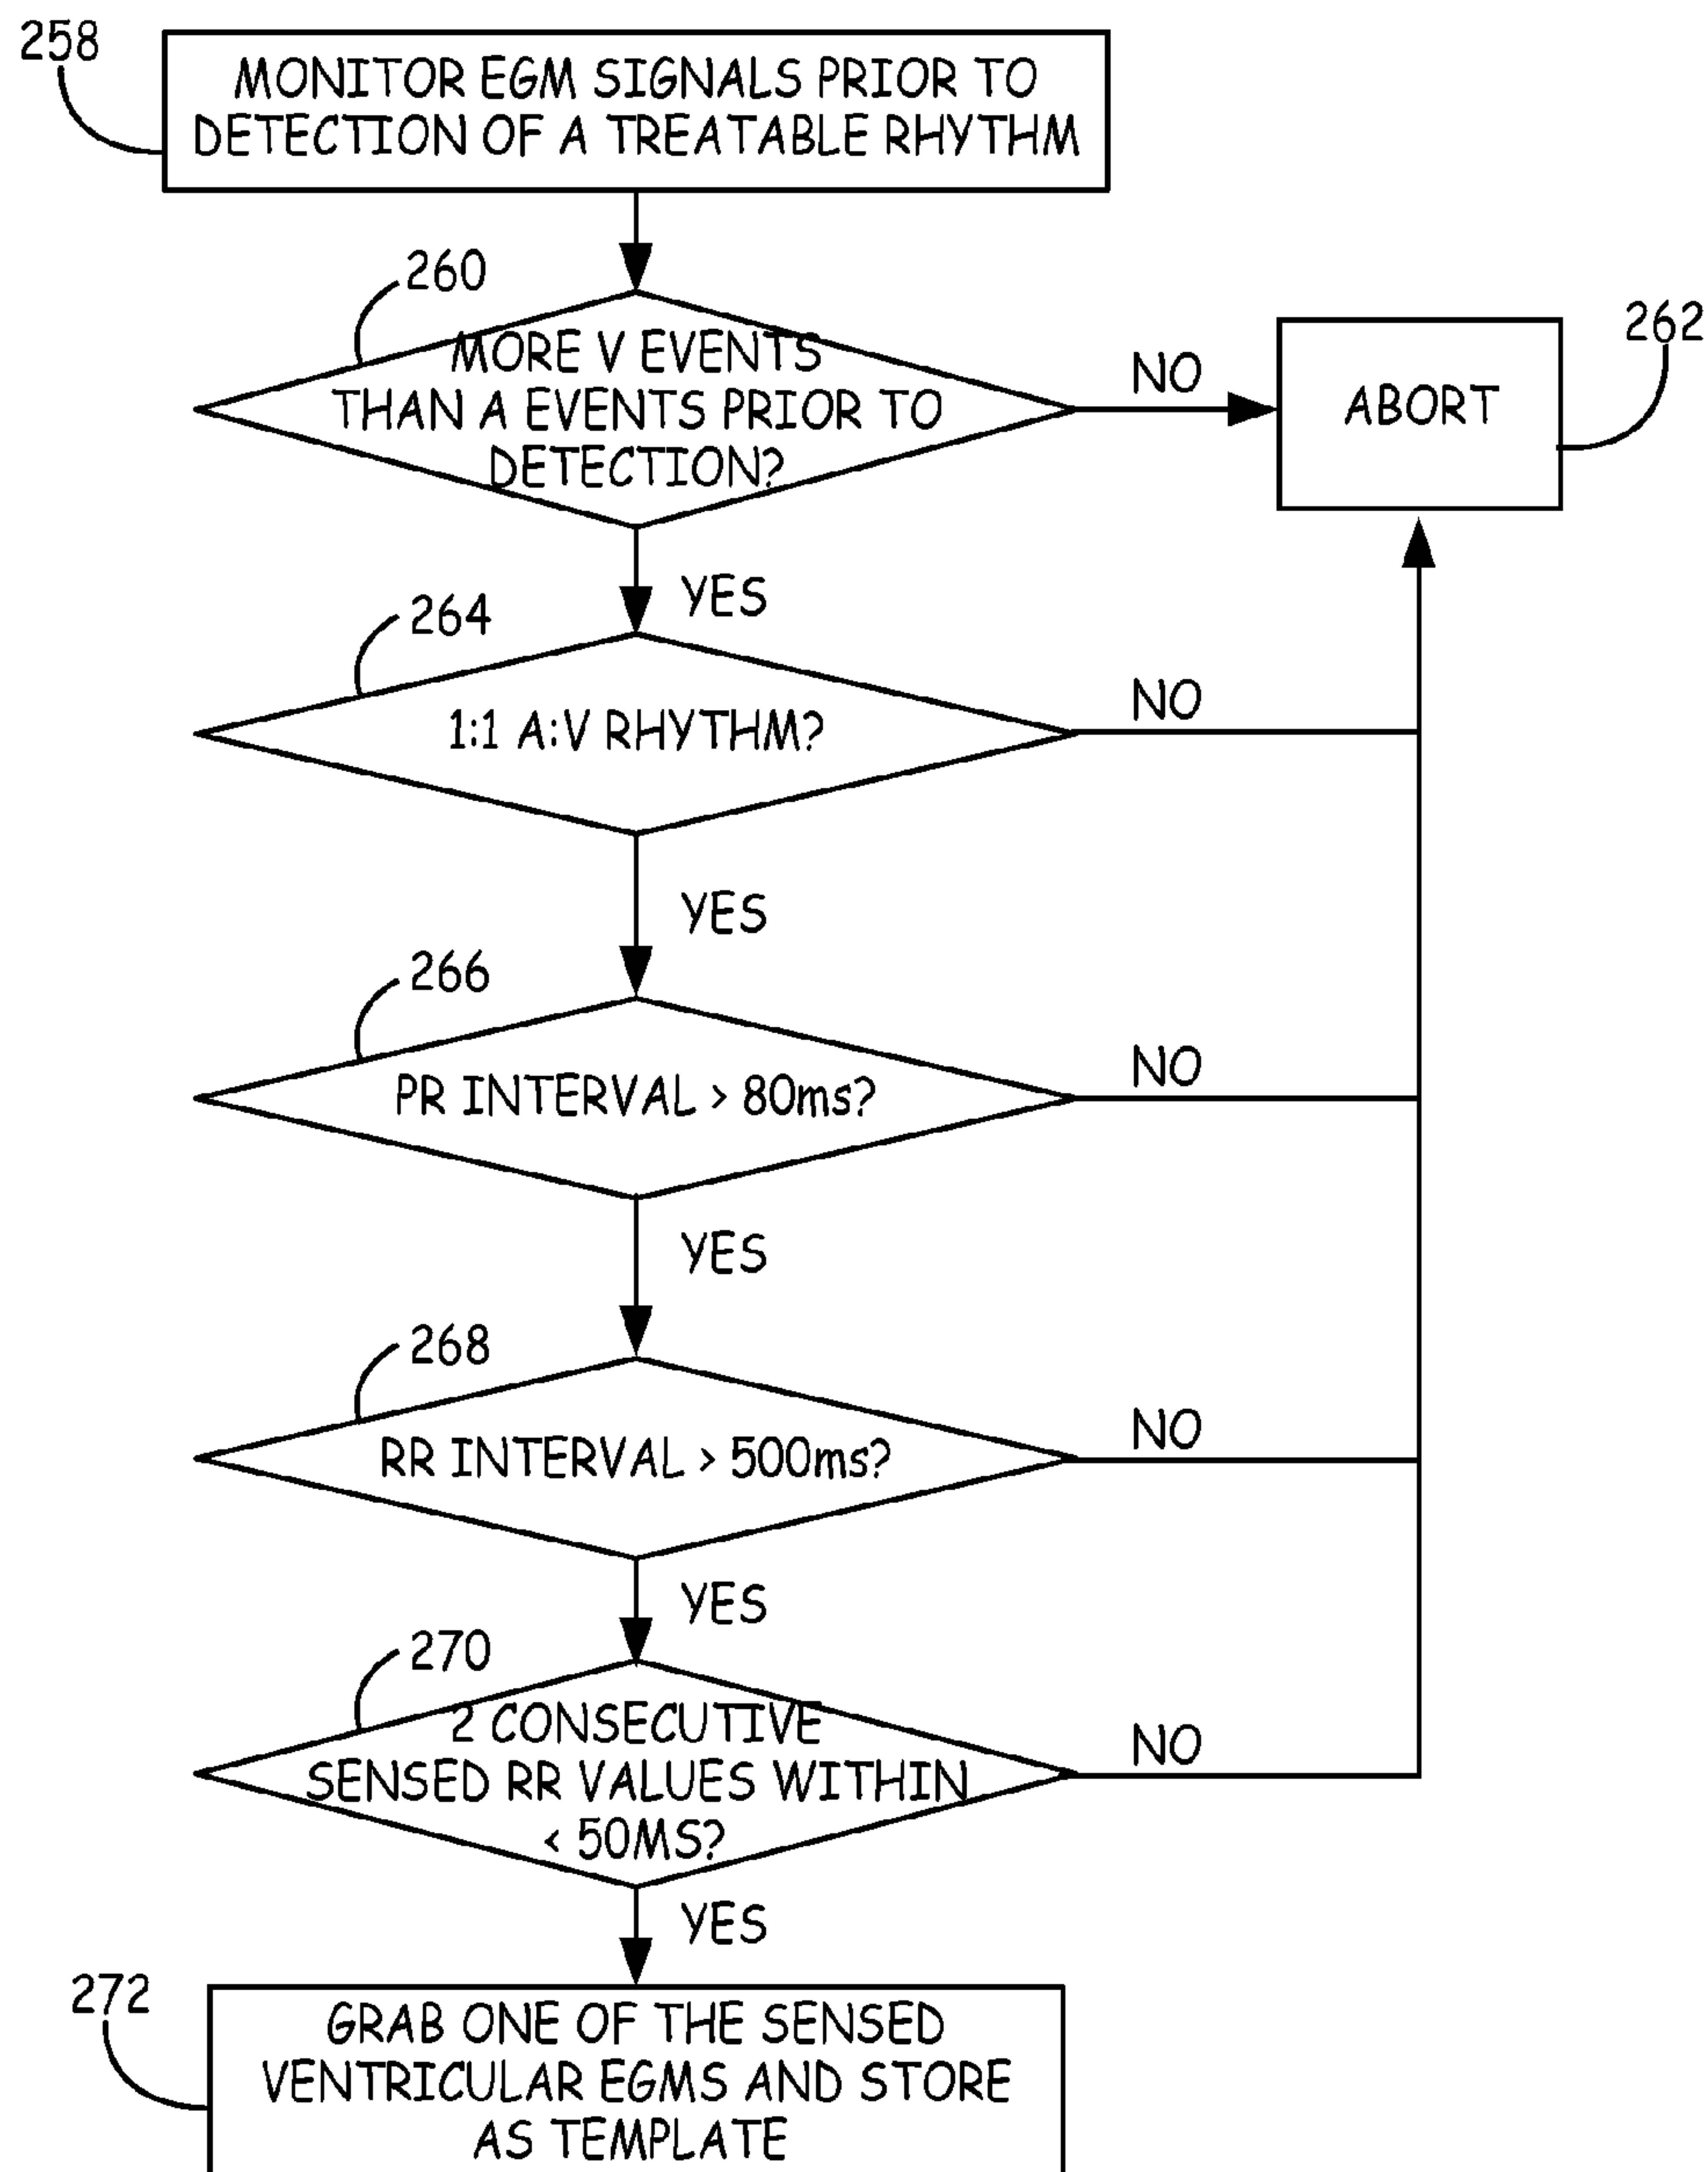 258
MONITOR EGM SIGNALS PRIOR TO
DETECTION OF A TREATABLE RHYTHM
260
MORE V EVENTS
THAN A EVENTS PRIOR TO
DETECTION?
NO
ABORT
262
YES
264
1:1 A:V RHYTHM?
NO
YES
266
PR INTERVAL > 80ms?
NO
YES
268
RR INTERVAL > 500ms?
NO
YES
270
2 CONSECUTIVE
SENSED RR VALUES WITHIN
< 50MS?
NO
YES
272
GRAB ONE OF THE SENSED
VENTRICULAR EGMS AND STORE
AS TEMPLATE